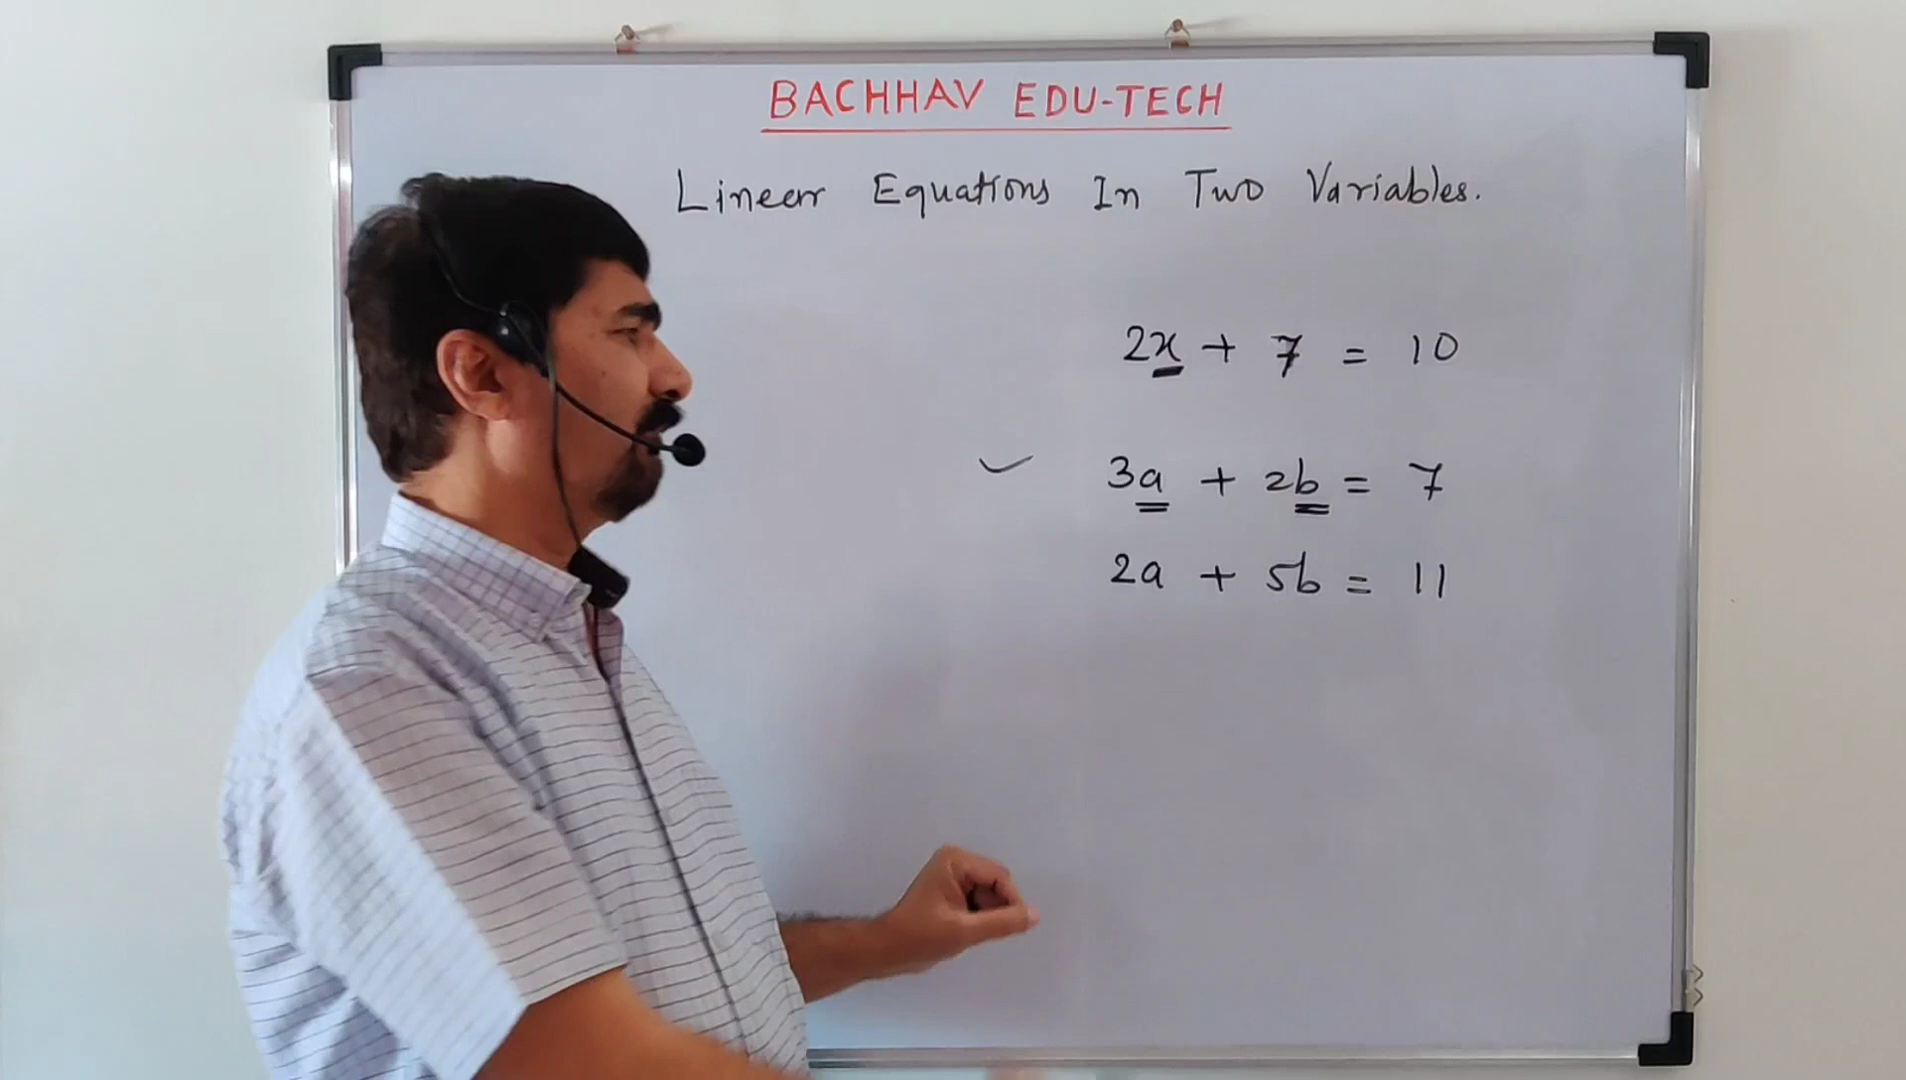 BACHHAV EDU-TECH
Linear Equations In Two Variables.
2x + 7 = 10
3a + 2b = 7
2a + 5b = 11